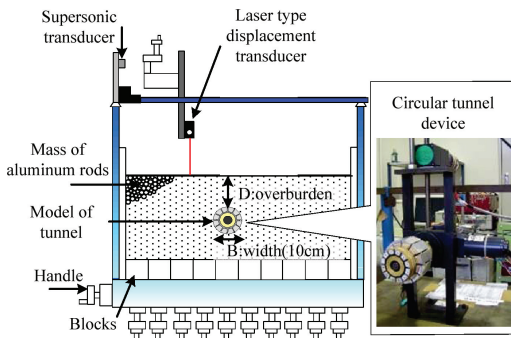 Supersonic
transducer
Laser type
displacement
transducer
Circular tunnel
device
Mass of
aluminum rods
D:overburden
Model of
tunnel
B:width(10cm)
Handle
Blocks